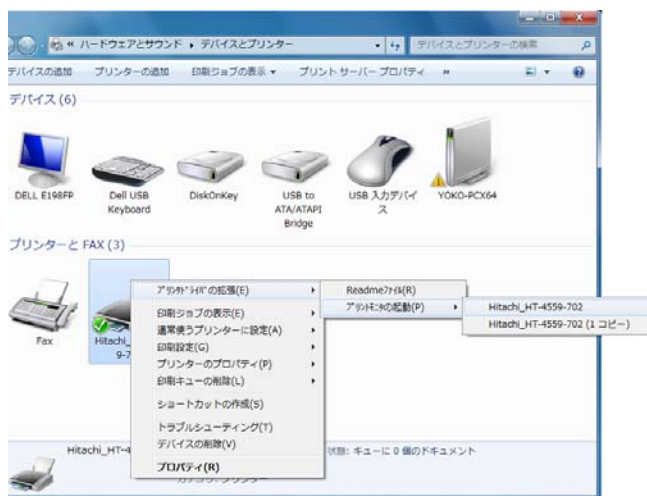 « ハードウェアとサウンド ▸ デバイスとプリンター
デバイスとプリンターの検索
デバイスの追加 プリンターの追加 印刷ジョブの表示 ▼ プリント サーバー プロパティ »
デバイス (6)
DELL E198FP
Dell USB
Keyboard
DiskOnKey
USB to
ATA/ATAPI
Bridge
USB 入力デバイ
ス
YOKO-PCX64
プリンターと FAX (3)
Fax
Hitachi_
9-7
ﾌﾟﾘﾝﾀﾄﾞﾗｲﾊﾞの拡張(E)
印刷ジョブの表示(E)
通常使うプリンターに設定(A)
印刷設定(G)
プリンターのプロパティ(P)
印刷キューの削除(L)
ショートカットの作成(S)
トラブルシューティング(T)
デバイスの削除(V)
プロパティ(R)
Readmeﾌｧｲﾙ(R)
ﾌﾟﾘﾝﾄﾓﾆﾀの起動(P)
Hitachi_HT-4559-702
Hitachi_HT-4559-702 (1 コピー)
Hitachi_HT-4
状態: キューに 0 個のドキュメント